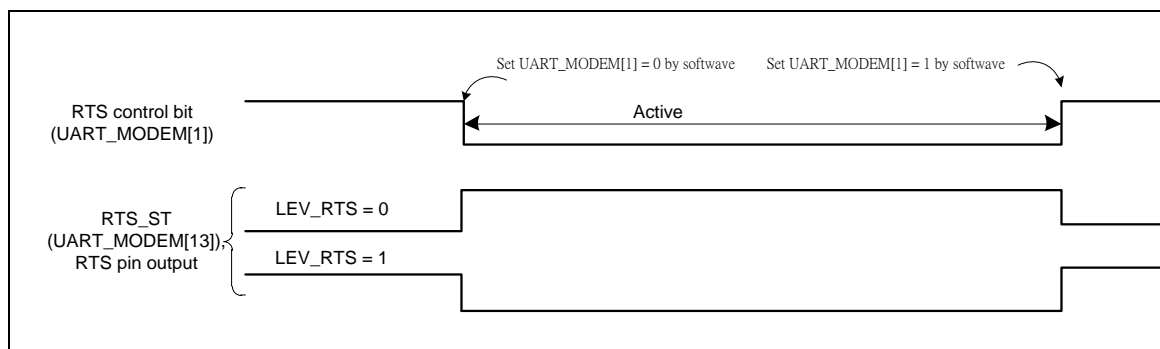 Set UART_MODEM[1] = 0 by softwave
Set UART_MODEM[1] = 1 by softwave
RTS control bit
(UART_MODEM[1])
Active
RTS_ST
(UART_MODEM[13]),
RTS pin output
LEV_RTS = 0
LEV_RTS = 1